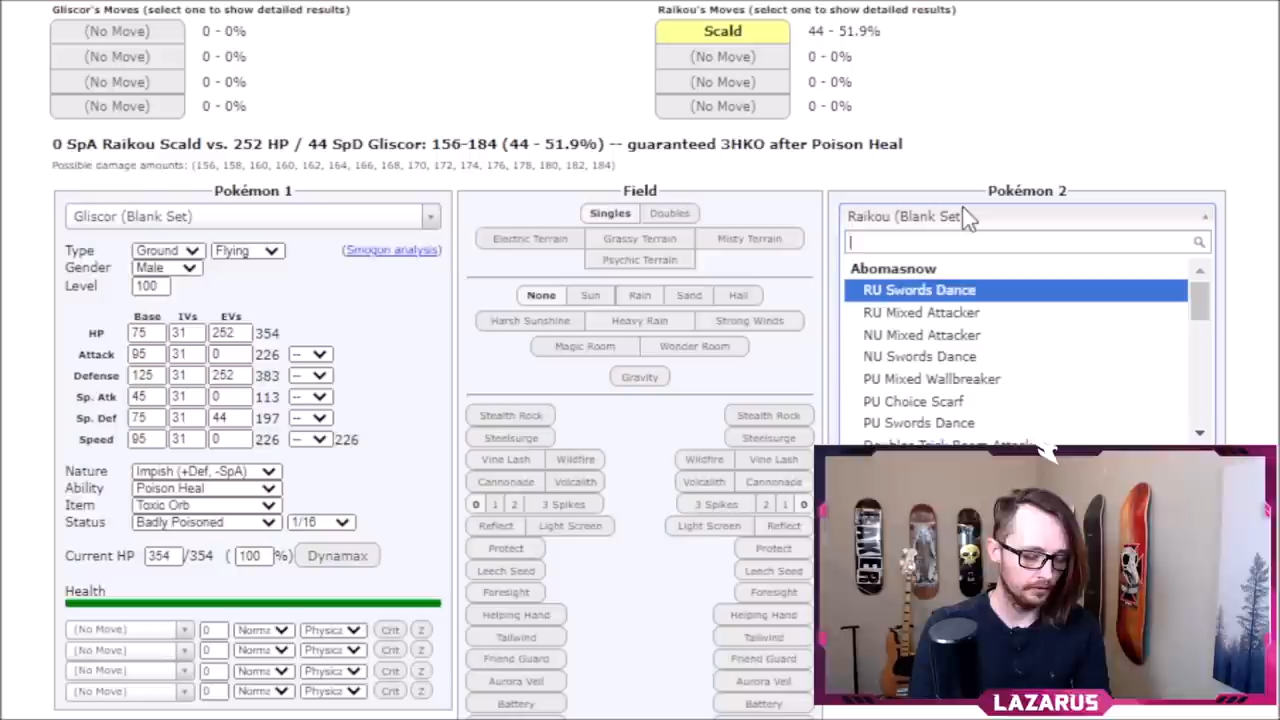 Gliscor's Moves (select one to show detailed results)
Raikou's Moves (select one to show detailed results)
(No Move) 0 - 0%
Scald 44 - 51.9%
(No Move) 0 - 0%
(No Move) 0 - 0%
(No Move) 0 - 0%
(No Move) 0 - 0%
(No Move) 0 - 0%
(No Move) 0 - 0%
0 SpA Raikou Scald vs. 252 HP / 44 SpD Gliscor: 156-184 (44 - 51.9%) -- guaranteed 3HKO after Poison Heal
Possible damage amounts: (156, 158, 160, 160, 162, 164, 166, 168, 170, 172, 174, 176, 178, 180, 182, 184)
Pokémon 1
Gliscor (Blank Set)
Type Ground Flying (Smogon analysis)
Gender Male
Level 100
Base IVs EVs
HP 75 31 252 354
Attack 95 31 0 226 --
Defense 125 31 252 383 --
Sp. Atk 45 31 0 113 --
Sp. Def 75 31 44 197 --
Speed 95 31 0 226 -- 226
Nature Impish (+Def, -SpA)
Ability Poison Heal
Item Toxic Orb
Status Badly Poisoned 1/16
ent HP 354 /354 ( 100 %) Dynamax
Health
(No Move) 0 Norma Physica Crit Z
(No Move) 0 Norma Physica Crit Z
(No Move) 0 Norma Physica Crit Z
(No Move) 0 Norma Physica Crit Z
Field
Singles Doubles
Electric Terrain Grassy Terrain Misty Terrain
Psychic Terrain
None Sun Rain Sand Hail
Harsh Sunshine Heavy Rain Strong Winds
Magic Room Wonder Room
Gravity
Stealth Rock Stealth Rock
Steelsurge Steelsurge
Vine Lash Wildfire Wildfire Vine Lash
Cannonade Volcalith Volcalith Cannonade
0 1 2 3 Spikes 3 Spikes 2 1 0
Reflect Light Screen Light Screen Reflect
Protect Protect
Leech Seed Leech Seed
Foresight Foresight
Helping Hand Helping Hand
Tailwind Tailwind
Friend Guard Friend Guard
Aurora Veil Aurora Veil
Battery Battery
Pokémon 2
Raikou (Blank Set
Abomasnow
RU Swords Dance
RU Mixed Attacker
NU Mixed Attacker
NU Swords Dance
PU Mixed Wallbreaker
PU Choice Scarf
PU Swords Dance
LAZARUS